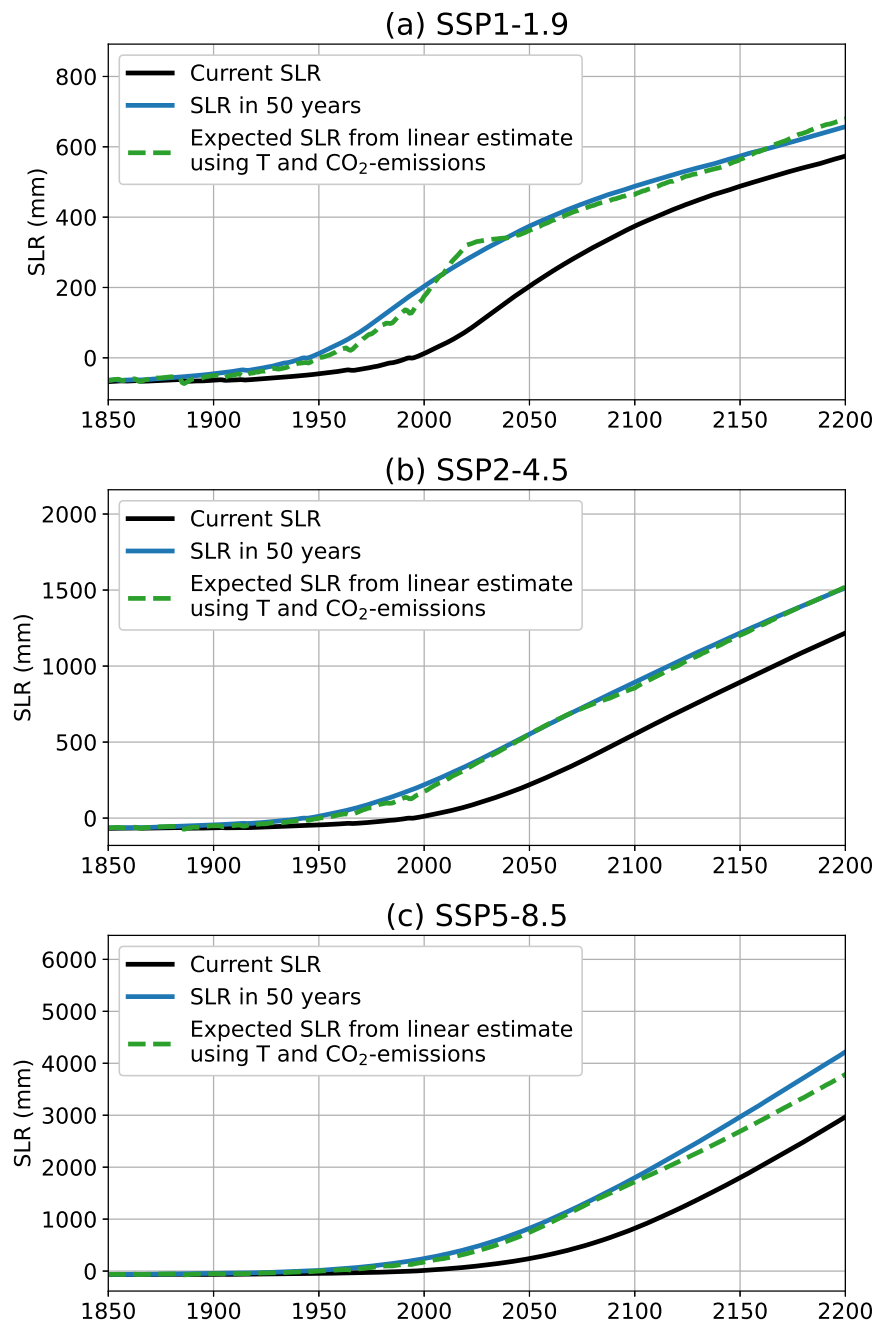 (a) SSP1-1.9
Current SLR
SLR in 50 years
Expected SLR from linear estimate
using T and CO₂-emissions
SLR (mm)
800
600
400
200
0
1850 1900 1950 2000 2050 2100 2150 2200
(b) SSP2-4.5
Current SLR
SLR in 50 years
Expected SLR from linear estimate
using T and CO₂-emissions
SLR (mm)
2000
1500
1000
500
0
1850 1900 1950 2000 2050 2100 2150 2200
(c) SSP5-8.5
Current SLR
SLR in 50 years
Expected SLR from linear estimate
using T and CO₂-emissions
SLR (mm)
6000
5000
4000
3000
2000
1000
0
1850 1900 1950 2000 2050 2100 2150 2200